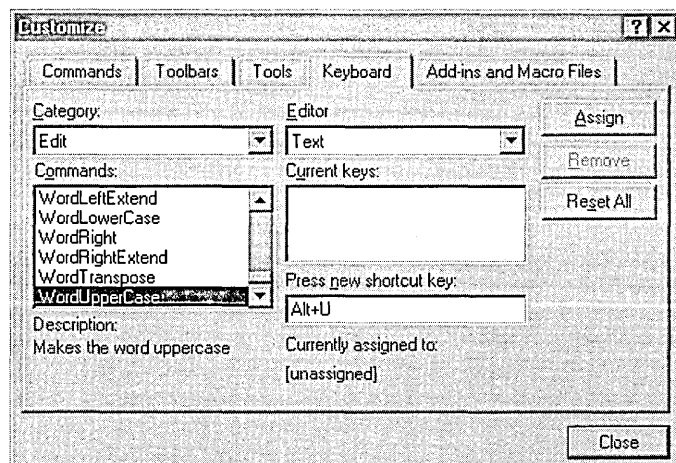 Customize
Commands Toolbars Tools Keyboard Add-ins and Macro Files
Category:
Edit
Commands:
WordLeftExtend
WordLowerCase
WordRight
WordRightExtend
WordTranspose
WordUpperCase
Description:
Makes the word uppercase
Editor
Text
Current keys:
Press new shortcut key:
Alt+U
Currently assigned to:
[unassigned]
Assign
Remove
Reset All
Close